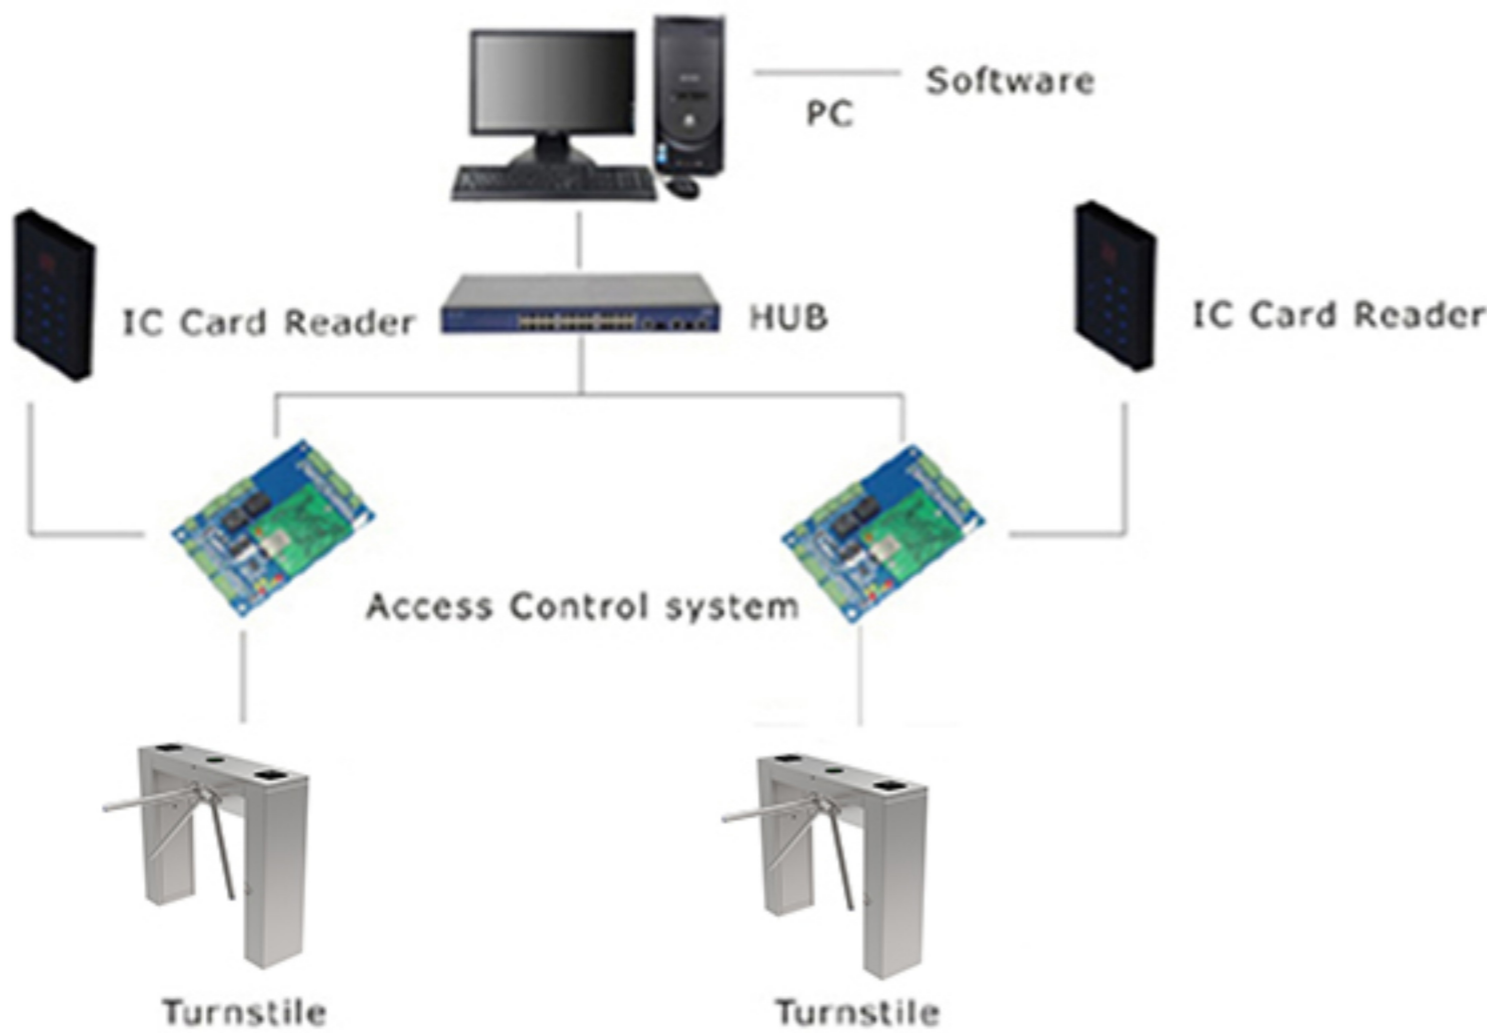 Software
PC
IC Card Reader
HUB
IC Card Reader
Access Control system
Turnstile
Turnstile